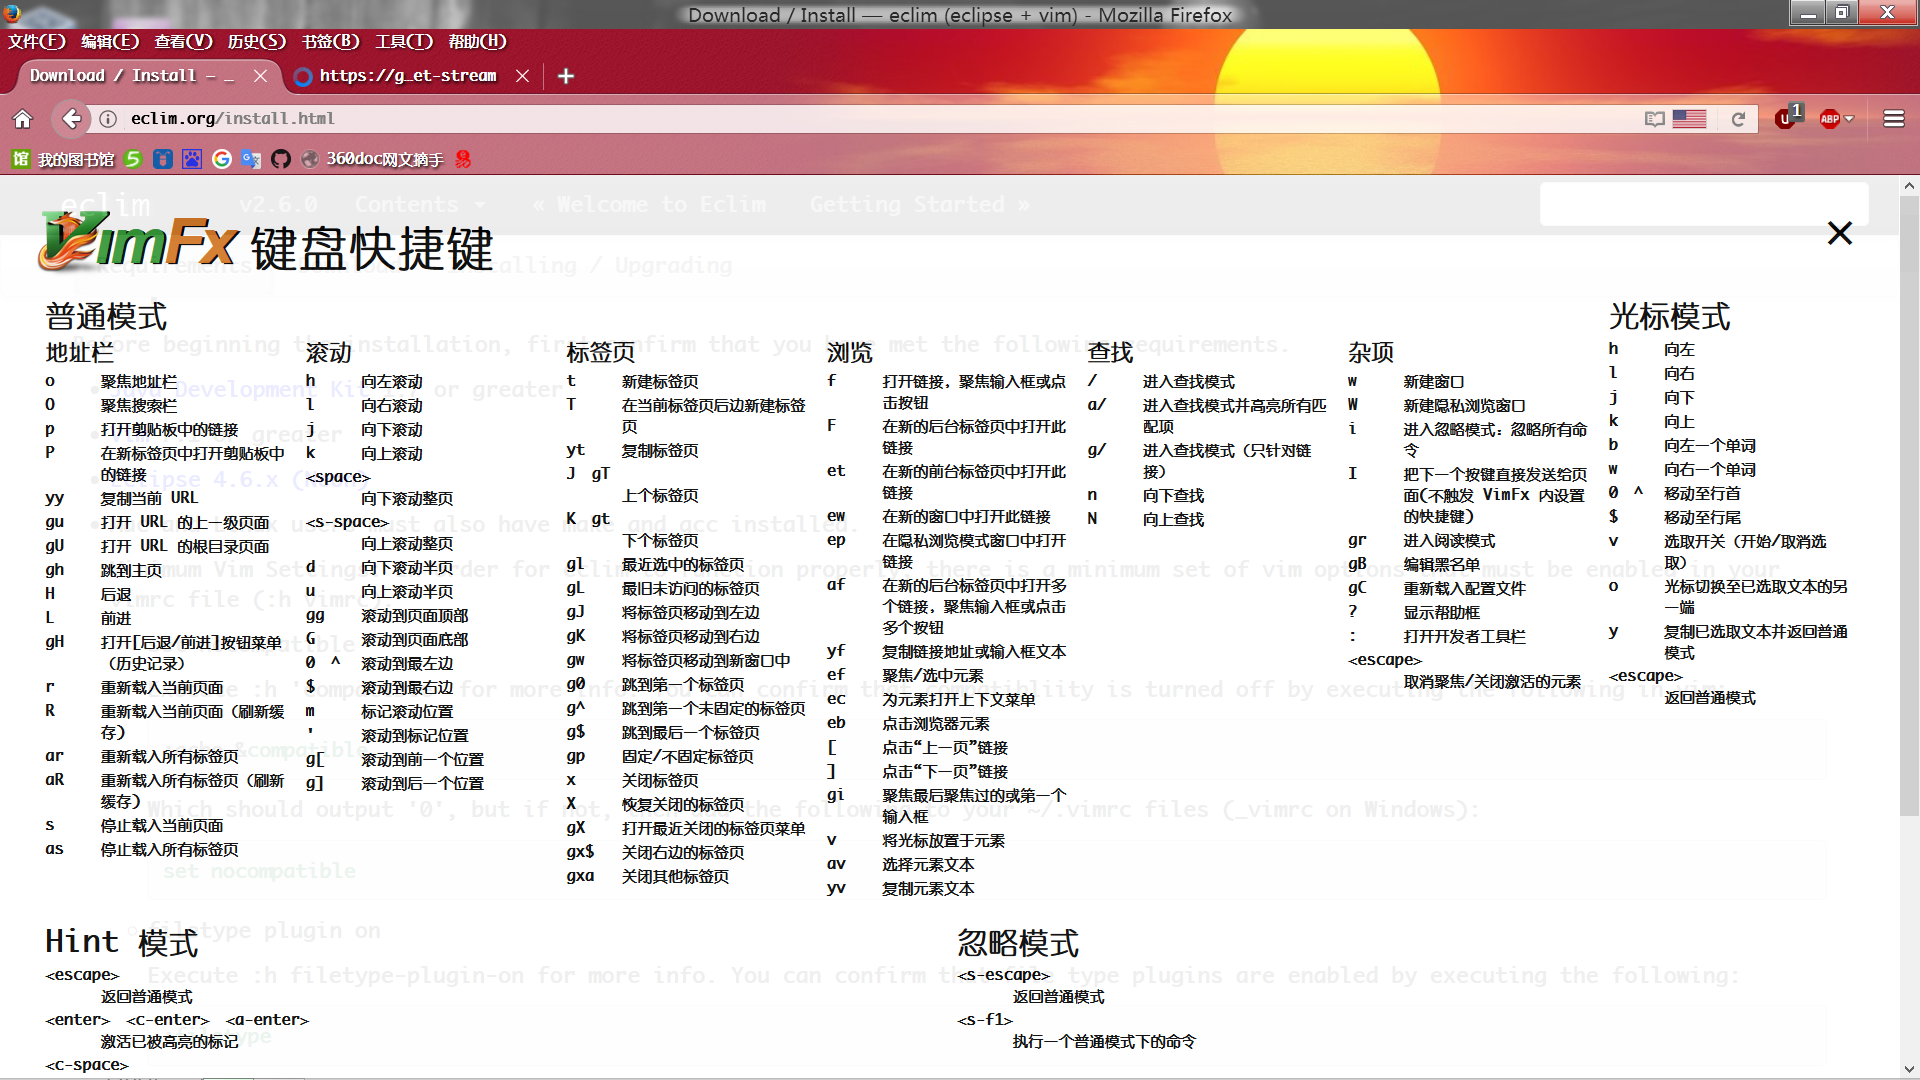 Download / Install — eclim (eclipse + vim) - Mozilla Firefox
文件(F) 编辑(E) 查看(V) 历史(S) 书签(B) 工具(T) 帮助(H)
Download / Install — … https://g…et-stream
eclim.org/install.html
1
ABP
馆 我的图书馆 360doc网文摘手
eclim v2.6.0 Contents « Welcome to Eclim Getting Started »
VimFx 键盘快捷键
Installing / Upgrading
普通模式
地址栏
o 聚焦地址栏
O 聚焦搜索栏
p 打开剪贴板中的链接
P 在新标签页中打开剪贴板中
的链接
yy 复制当前 URL
gu 打开 URL 的上一级页面
gU 打开 URL 的根目录页面
gh 跳到主页
H 后退
L 前进
gH 打开[后退/前进]按钮菜单
（历史记录）
r 重新载入当前页面
R 重新载入当前页面（刷新缓
存）
ar 重新载入所有标签页
aR 重新载入所有标签页（刷新
缓存）
s 停止载入当前页面
as 停止载入所有标签页
滚动
h 向左滚动
l 向右滚动
j 向下滚动
k 向上滚动
<space>
向下滚动整页
<s-space>
向上滚动整页
d 向下滚动半页
u 向上滚动半页
gg 滚动到页面顶部
G 滚动到页面底部
0 ^ 滚动到最左边
$ 滚动到最右边
m 标记滚动位置
' 滚动到标记位置
g[ 滚动到前一个位置
g] 滚动到后一个位置
标签页
t 新建标签页
T 在当前标签页后边新建标签
页
yt 复制标签页
J gT
上个标签页
K gt
下个标签页
gl 最近选中的标签页
gL 最旧未访问的标签页
gJ 将标签页移动到左边
gK 将标签页移动到右边
gw 将标签页移动到新窗口中
g0 跳到第一个标签页
g^ 跳到第一个未固定的标签页
g$ 跳到最后一个标签页
gp 固定/不固定标签页
x 关闭标签页
X 恢复关闭的标签页
gX 打开最近关闭的标签页菜单
gx$ 关闭右边的标签页
gxa 关闭其他标签页
浏览
f 打开链接，聚焦输入框或点
击按钮
F 在新的后台标签页中打开此
链接
et 在新的前台标签页中打开此
链接
ew 在新的窗口中打开此链接
ep 在隐私浏览模式窗口中打开
链接
af 在新的后台标签页中打开多
个链接，聚焦输入框或点击
多个按钮
yf 复制链接地址或输入框文本
ef 聚焦/选中元素
ec 为元素打开上下文菜单
eb 点击浏览器元素
[ 点击“上一页”链接
] 点击“下一页”链接
gi 聚焦最后聚焦过的或第一个
输入框
v 将光标放置于元素
av 选择元素文本
yv 复制元素文本
查找
/ 进入查找模式
a/ 进入查找模式并高亮所有匹
配项
g/ 进入查找模式（只针对链
接）
n 向下查找
N 向上查找
杂项
w 新建窗口
W 新建隐私浏览窗口
i 进入忽略模式：忽略所有命
令
I 把下一个按键直接发送给页
面(不触发 VimFx 内设置
的快捷键)
gr 进入阅读模式
gB 编辑黑名单
gC 重新载入配置文件
? 显示帮助框
: 打开开发者工具栏
<escape>
取消聚焦/关闭激活的元素
光标模式
h 向左
l 向右
j 向下
k 向上
b 向左一个单词
w 向右一个单词
0 ^ 移动至行首
$ 移动至行尾
v 选取开关（开始/取消选
取）
o 光标切换至已选取文本的另
一端
y 复制已选取文本并返回普通
模式
<escape>
返回普通模式
set nocompatible
filetype plugin on
Hint 模式
<escape>
返回普通模式
<enter> <c-enter> <a-enter>
激活已被高亮的标记
<c-space>
忽略模式
<s-escape>
返回普通模式
<s-f1>
执行一个普通模式下的命令